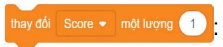 thay đổi Score một lượng 1 :